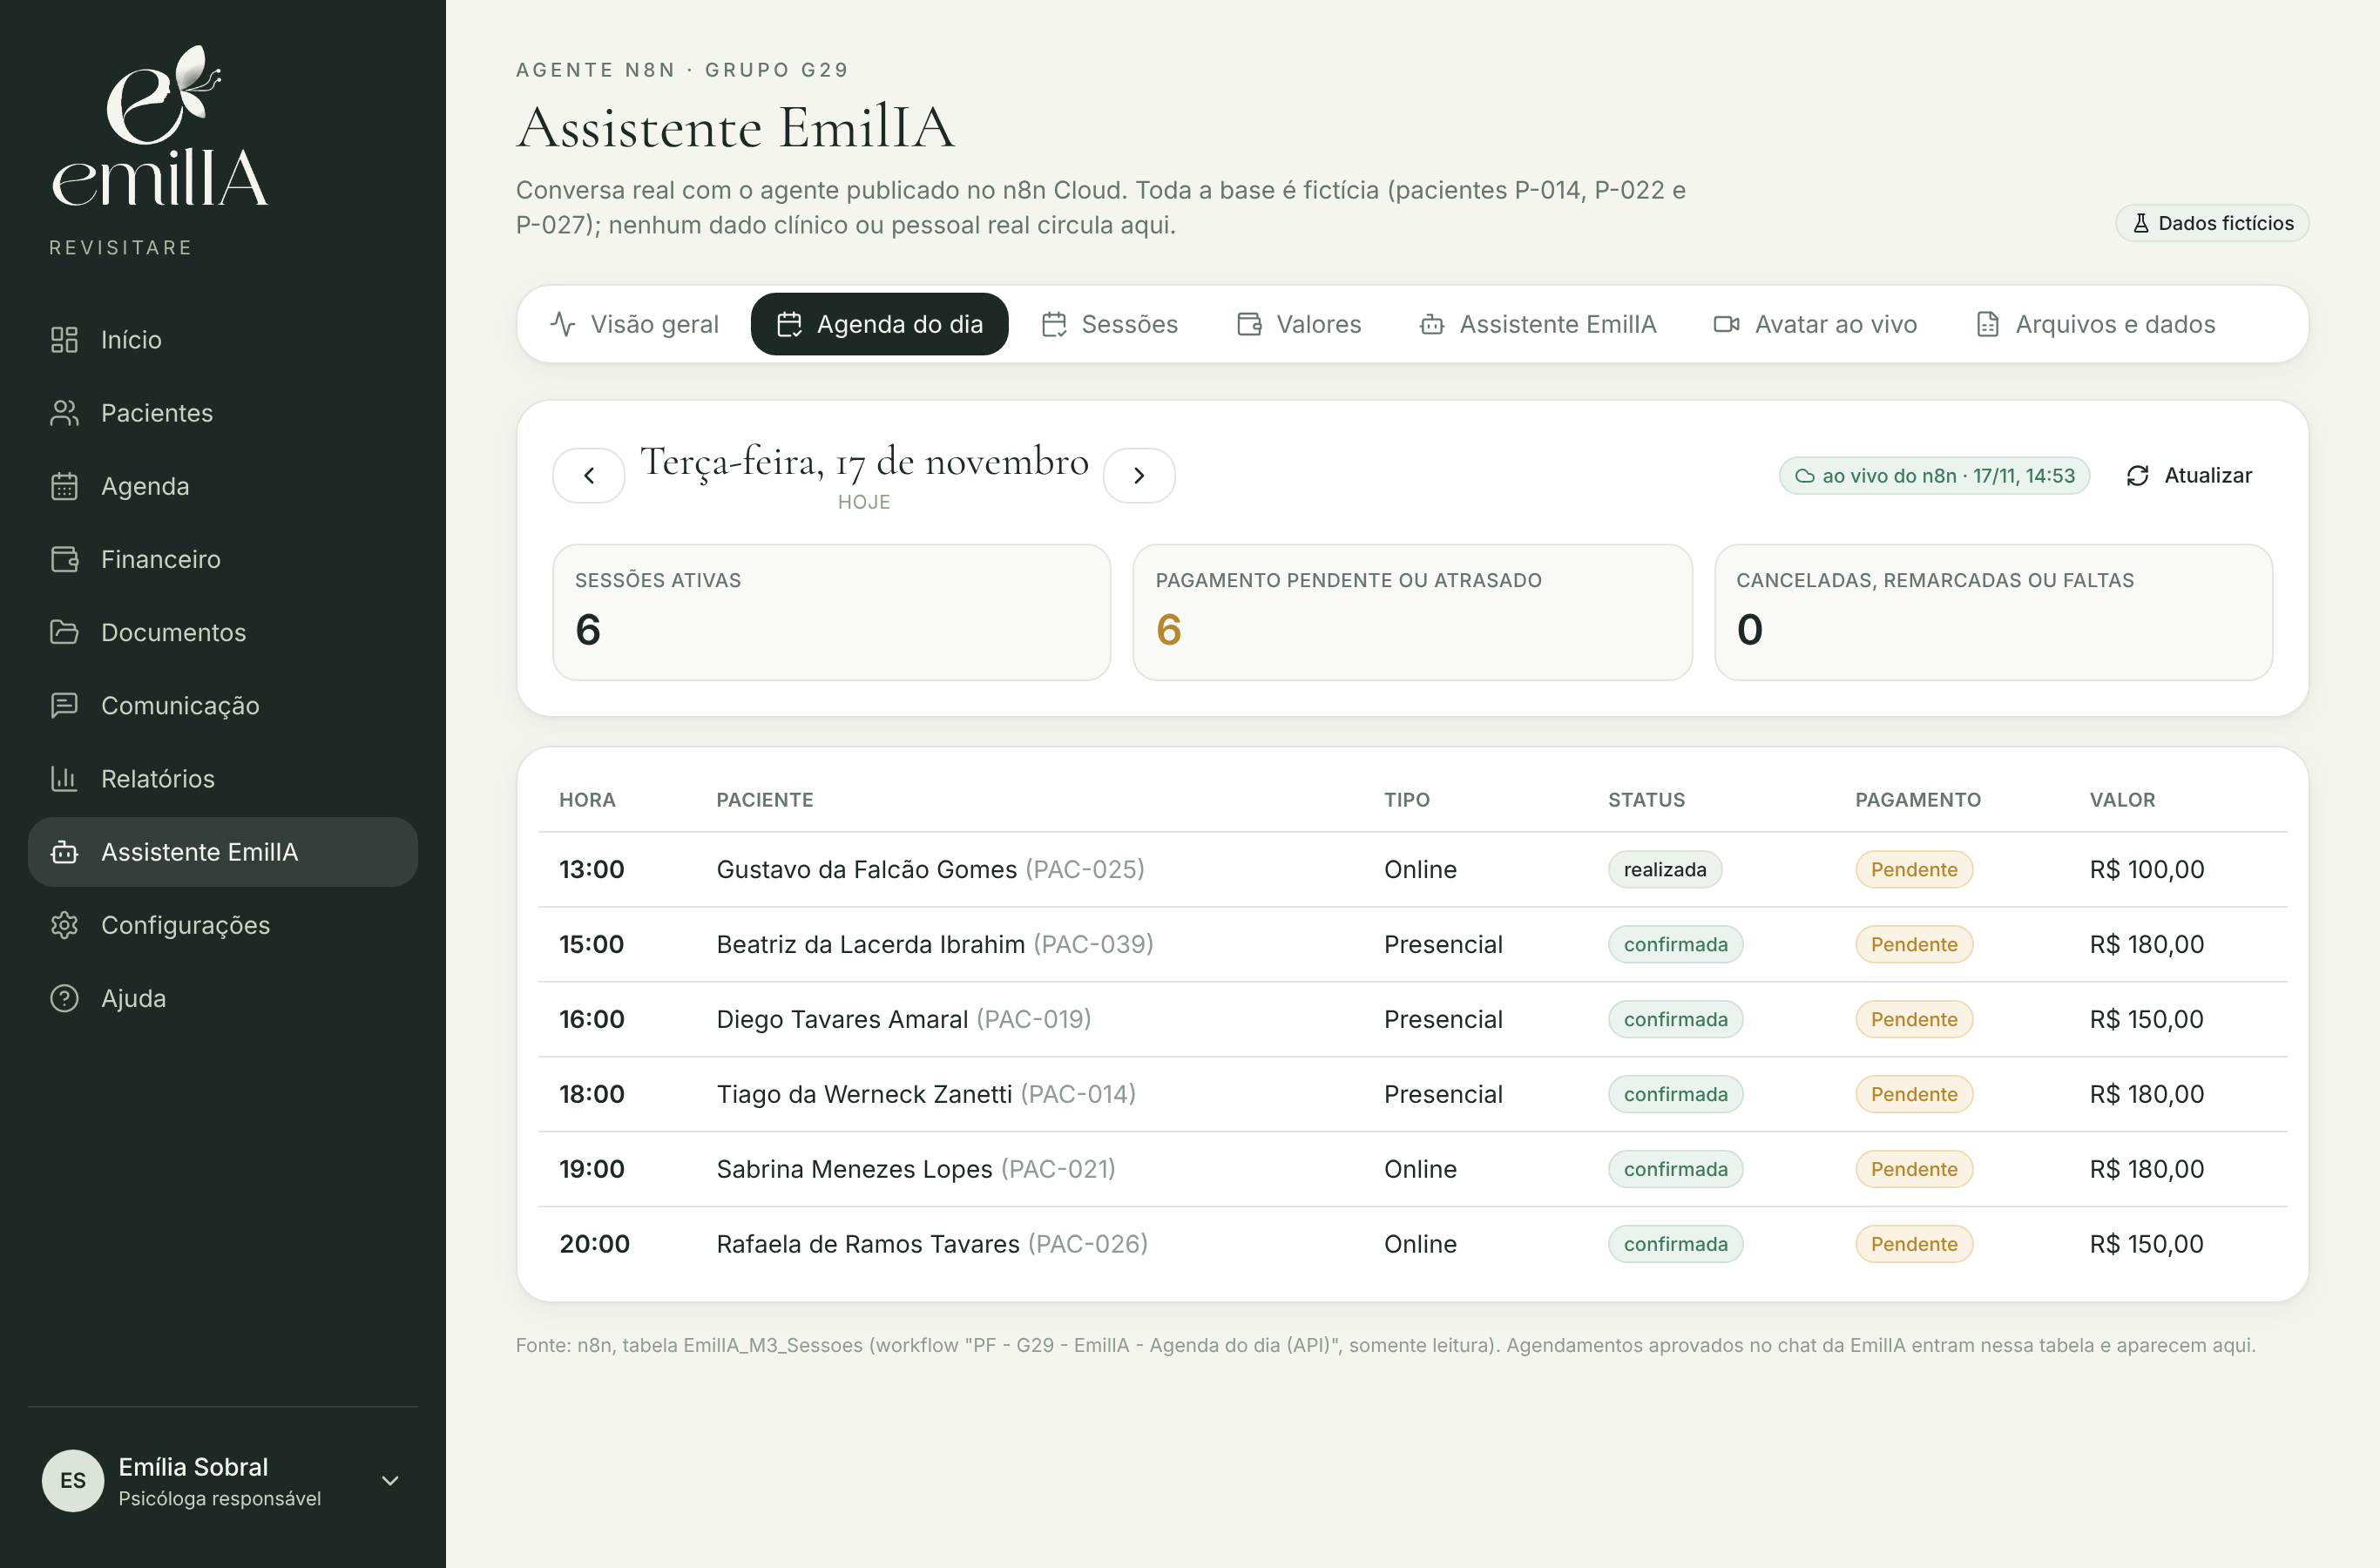 emilIA
REVISITARE
Início
Pacientes
Agenda
Financeiro
Documentos
Comunicação
Relatórios
Assistente EmilIA
Configurações
Ajuda
ES
Emília Sobral
Psicóloga responsável
AGENTE N8N · GRUPO G29
Assistente EmilIA
Conversa real com o agente publicado no n8n Cloud. Toda a base é fictícia (pacientes P-014, P-022 e
P-027); nenhum dado clínico ou pessoal real circula aqui.
Dados fictícios
Visão geral Agenda do dia Sessões Valores Assistente EmilIA Avatar ao vivo Arquivos e dados
Terça-feira, 17 de novembro
HOJE
ao vivo do n8n · 17/11, 14:53 Atualizar
SESSÕES ATIVAS
6
PAGAMENTO PENDENTE OU ATRASADO
6
CANCELADAS, REMARCADAS OU FALTAS
0
HORA PACIENTE TIPO STATUS PAGAMENTO VALOR
13:00 Gustavo da Falcão Gomes (PAC-025) Online realizada Pendente R$ 100,00
15:00 Beatriz da Lacerda Ibrahim (PAC-039) Presencial confirmada Pendente R$ 180,00
16:00 Diego Tavares Amaral (PAC-019) Presencial confirmada Pendente R$ 150,00
18:00 Tiago da Werneck Zanetti (PAC-014) Presencial confirmada Pendente R$ 180,00
19:00 Sabrina Menezes Lopes (PAC-021) Online confirmada Pendente R$ 180,00
20:00 Rafaela de Ramos Tavares (PAC-026) Online confirmada Pendente R$ 150,00
Fonte: n8n, tabela EmilIA_M3_Sessoes (workflow "PF - G29 - EmilIA - Agenda do dia (API)", somente leitura). Agendamentos aprovados no chat da EmilIA entram nessa tabela e aparecem aqui.